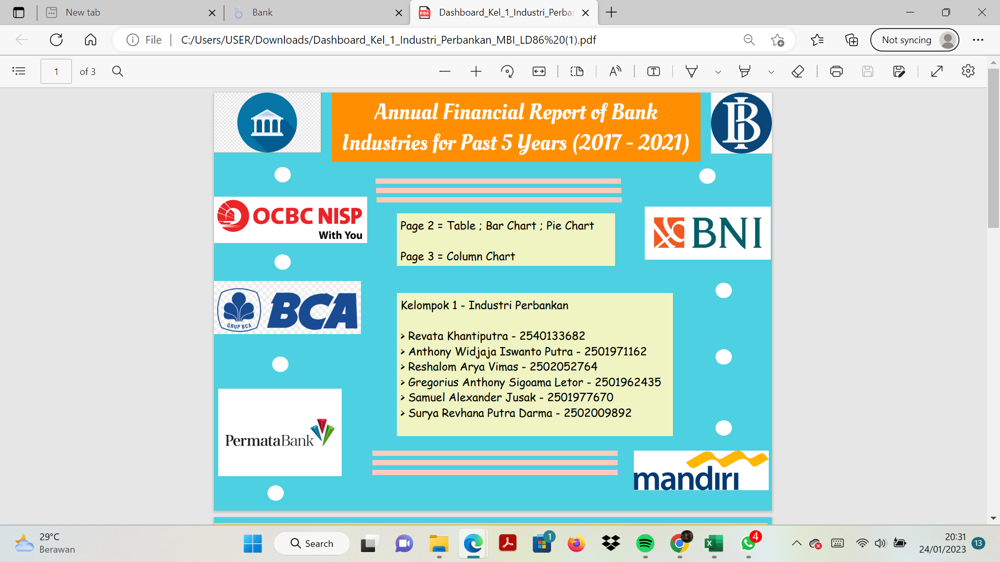 New tab
Bank
Dashboard_Kel_1_Industri_Perba
File
C:/Users/USER/Downloads/Dashboard_Kel_1_Industri_Perbankan_MBI_LD86%20(1).pdf
Not syncing
1 of 3
Annual Financial Report of Bank
Industries for Past 5 Years (2017 - 2021)
OCBC NISP
With You
Page 2 = Table ; Bar Chart ; Pie Chart
Page 3 = Column Chart
BNI
GRUP BCA
BCA
Kelompok 1 - Industri Perbankan
> Revata Khantiputra - 2540133682
> Anthony Widjaja Iswanto Putra - 2501971162
> Reshalom Arya Vimas - 2502052764
> Gregorius Anthony Sigoama Letor - 2501962435
> Samuel Alexander Jusak - 2501977670
> Surya Revhana Putra Darma - 2502009892
PermataBank
mandiri
29°C
Berawan
Search
1
4
20:31
24/01/2023
13